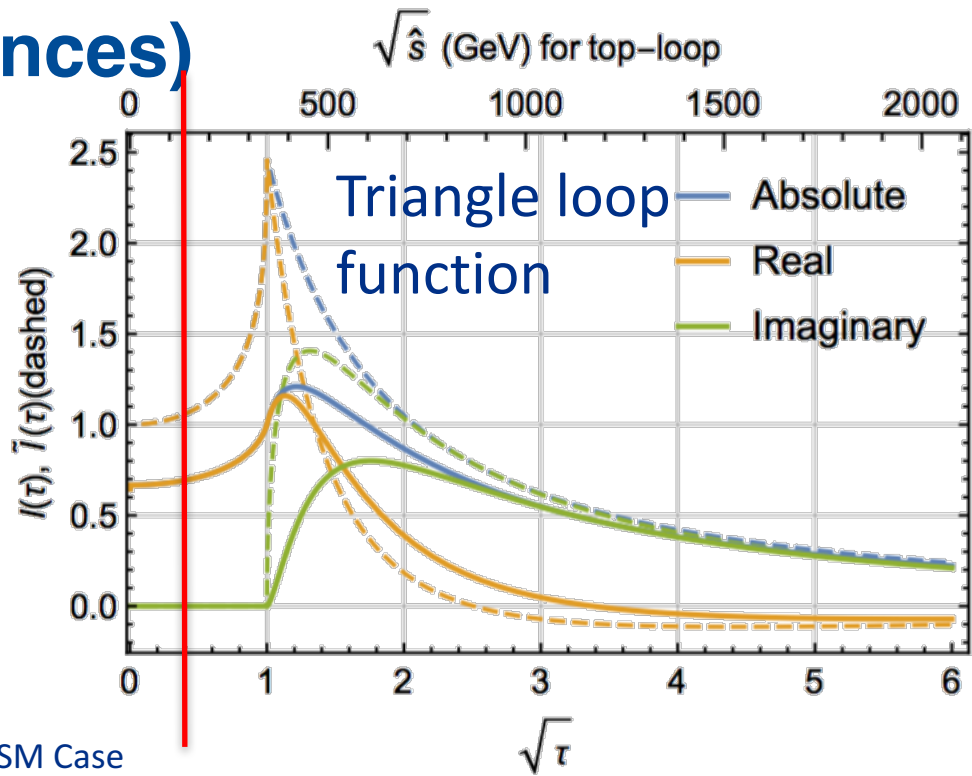 nces)
√ŝ (GeV) for top-loop
0 500 1000 1500 2000
2.5
2.0
1.5
1.0
0.5
0.0
I(τ), Ĩ(τ)(dashed)
Triangle loop
function
Absolute
Real
Imaginary
0 1 2 3 4 5 6
√τ
SM Case